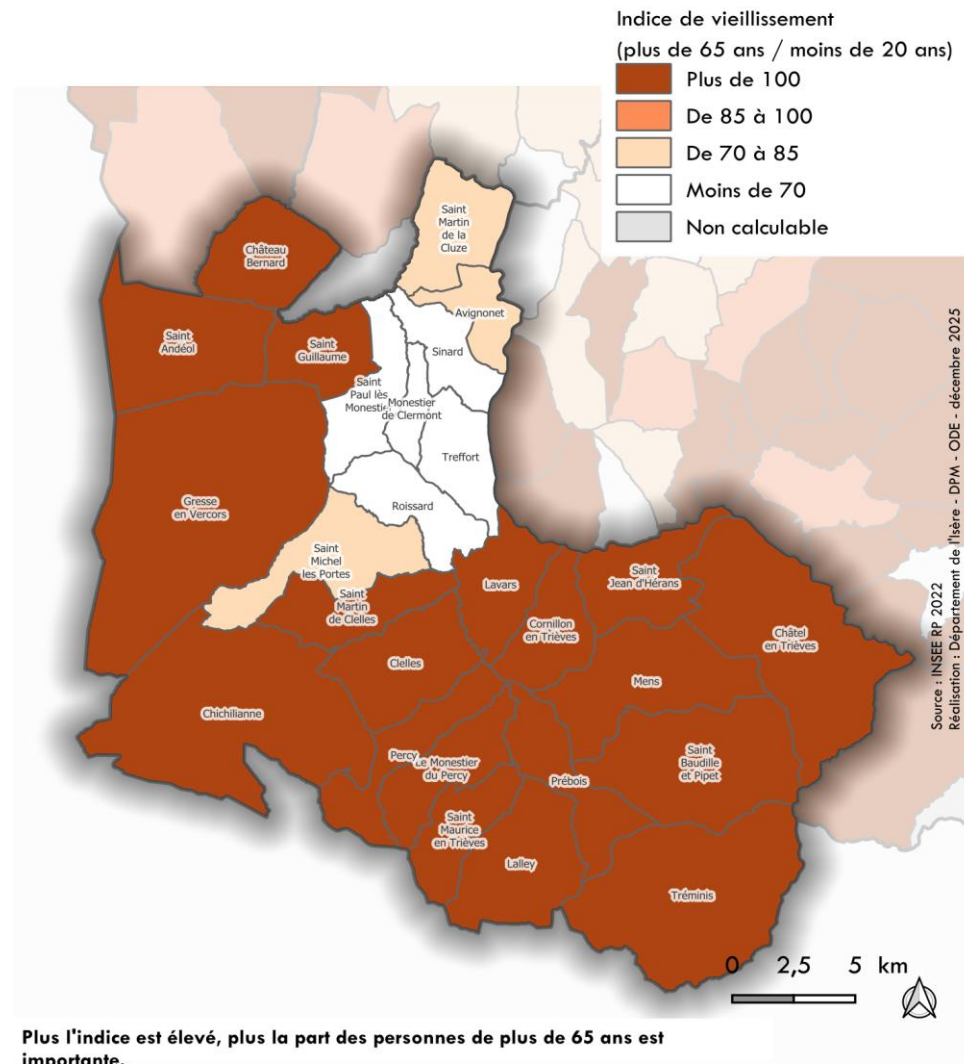 Indice de vieillissement
(plus de 65 ans / moins de 20 ans)
Plus de 100
De 85 à 100
De 70 à 85
Moins de 70
Non calculable
Saint
Martin
de la
Cluze
Château
Bernard
Avignonet
Saint
Andéol
Saint
Guillaume
Sinard
Saint
Paul lès
Monestier
Monestier
de Clermont
Treffort
Gresse
en Vercors
Roissard
Saint
Michel
les Portes
Saint
Martin
de Clelles
Lavars
Saint
Jean d'Hérans
Cornillon
en Trièves
Châtel
en Trièves
Clelles
Mens
Chichilianne
Percy
Le Monestier
du Percy
Saint
Baudille
et Pipet
Prébois
Saint
Maurice
en Trièves
Lalley
Tréminis
Source : INSEE RP 2022
Réalisation : Département de l'Isère - DPM - ODE - décembre 2025
0 2,5 5 km
Plus l'indice est élevé, plus la part des personnes de plus de 65 ans est
importante.